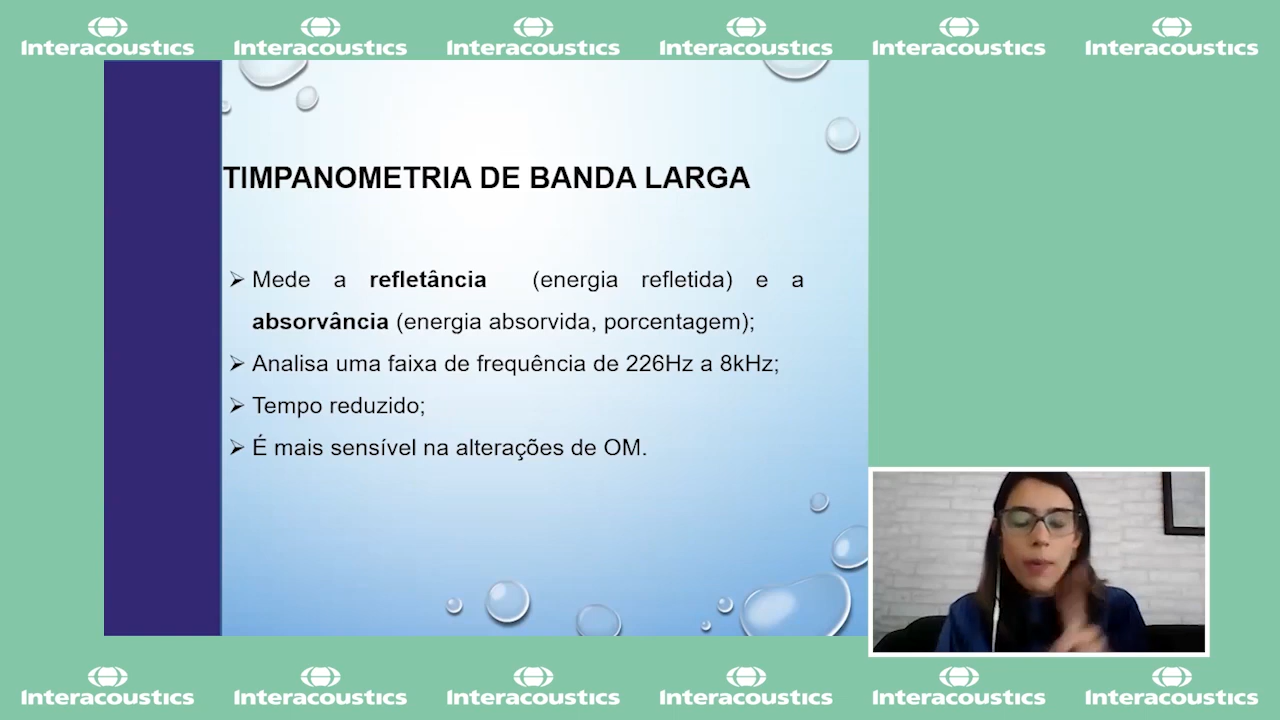 Interacoustics Interacoustics Interacoustics Interacoustics Interacoustics Interacoustics
TIMPANOMETRIA DE BANDA LARGA
Mede a refletância (energia refletida) e a
absorvância (energia absorvida, porcentagem);
Analisa uma faixa de frequência de 226Hz a 8kHz;
Tempo reduzido;
É mais sensível na alterações de OM.
Interacoustics Interacoustics Interacoustics Interacoustics Interacoustics Interacoustics